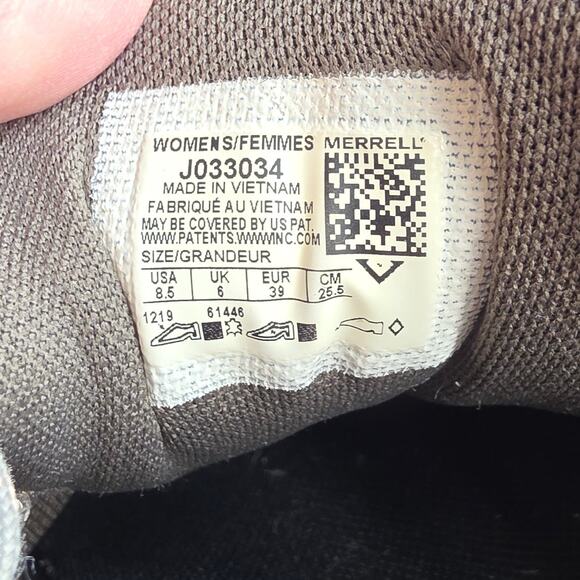 WOMENS/FEMMES MERRELL
J033034
MADE IN VIETNAM
FABRIQUÉ AU VIETNAM
MAY BE COVERED BY US PAT.
WWW.PATENTS.WWWINC.COM
SIZE/GRANDEUR
USA UK EUR CM
8.5 6 39 25.5
1219 61446